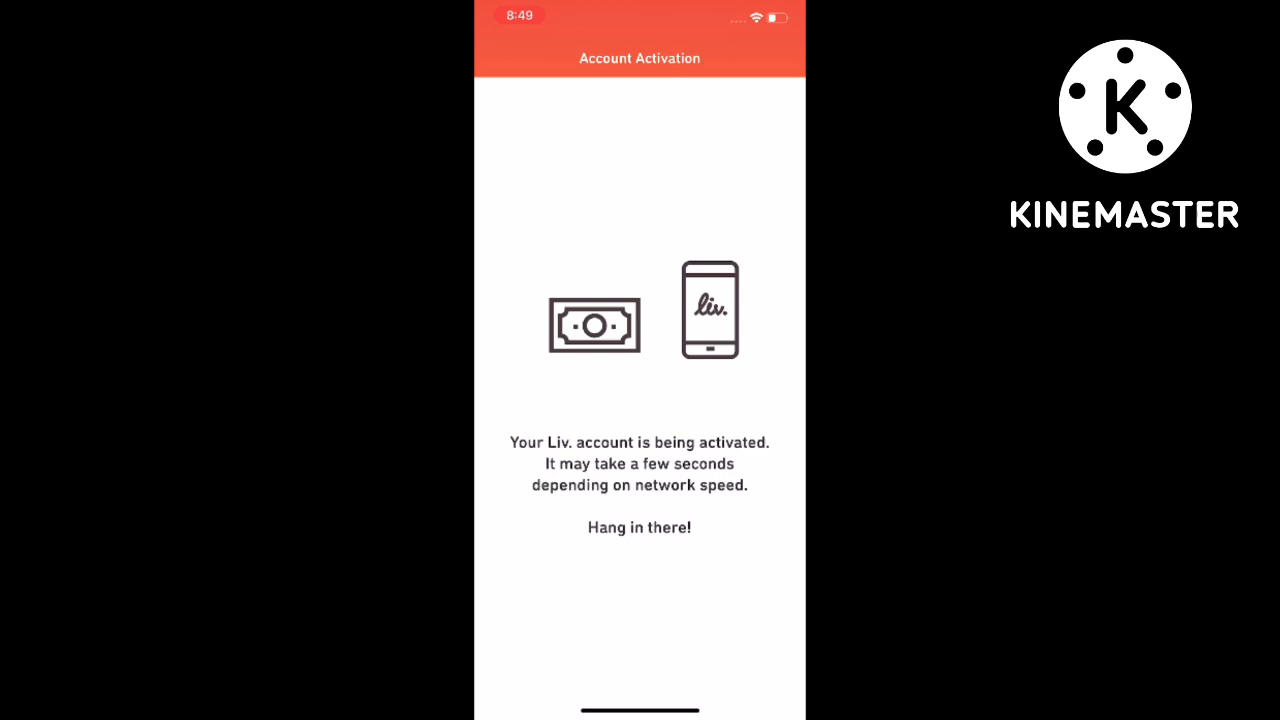 8:49
Account Activation
K
KINEMASTER
liv.
Your Liv. account is being activated.
It may take a few seconds
depending on network speed.
Hang in there!